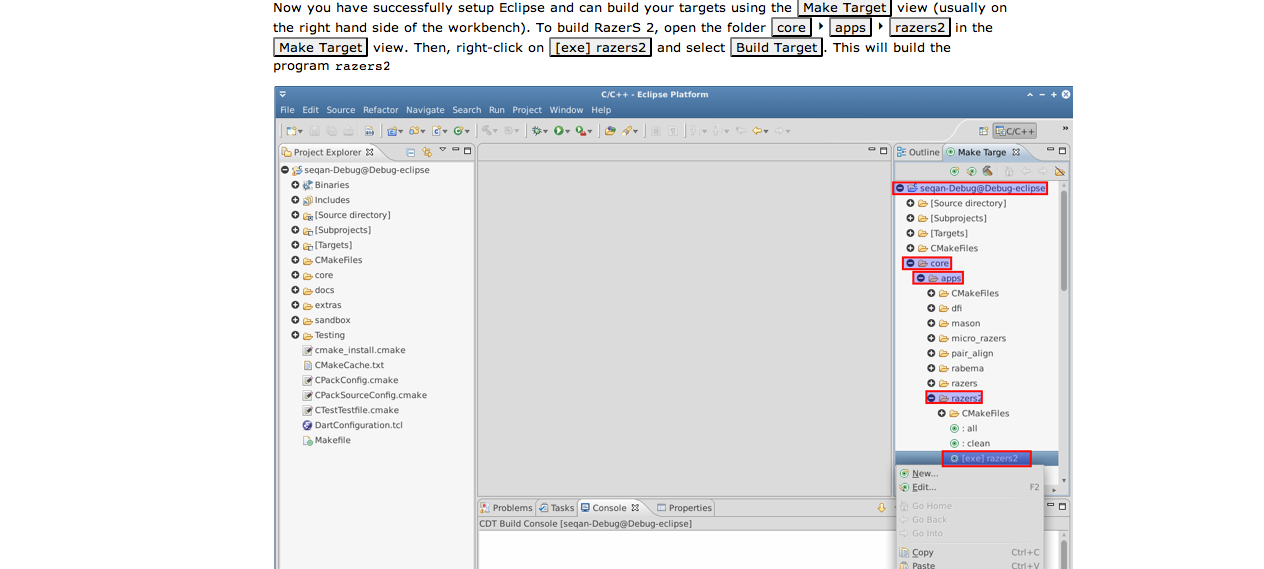 Now you have successfully setup Eclipse and can build your targets using the Make Target view (usually on
the right hand side of the workbench). To build RazerS 2, open the folder core ‣ apps ‣ razers2 in the
Make Target view. Then, right-click on [exe] razers2 and select Build Target. This will build the
program razers2
C/C++ - Eclipse Platform
File Edit Source Refactor Navigate Search Run Project Window Help
C/C++
Project Explorer
seqan-Debug@Debug-eclipse
Binaries
Includes
[Source directory]
[Subprojects]
[Targets]
CMakeFiles
core
docs
extras
sandbox
Testing
cmake_install.cmake
CMakeCache.txt
CPackConfig.cmake
CPackSourceConfig.cmake
CTestTestfile.cmake
DartConfiguration.tcl
Makefile
Outline Make Targe
seqan-Debug@Debug-eclipse
[Source directory]
[Subprojects]
[Targets]
CMakeFiles
core
apps
CMakeFiles
dfi
mason
micro_razers
pair_align
rabema
razers
razers2
CMakeFiles
: all
: clean
[exe] razers2
New...
Edit... F2
Go Home
Go Back
Go Into
Copy Ctrl+C
Paste Ctrl+V
Problems Tasks Console Properties
CDT Build Console [seqan-Debug@Debug-eclipse]